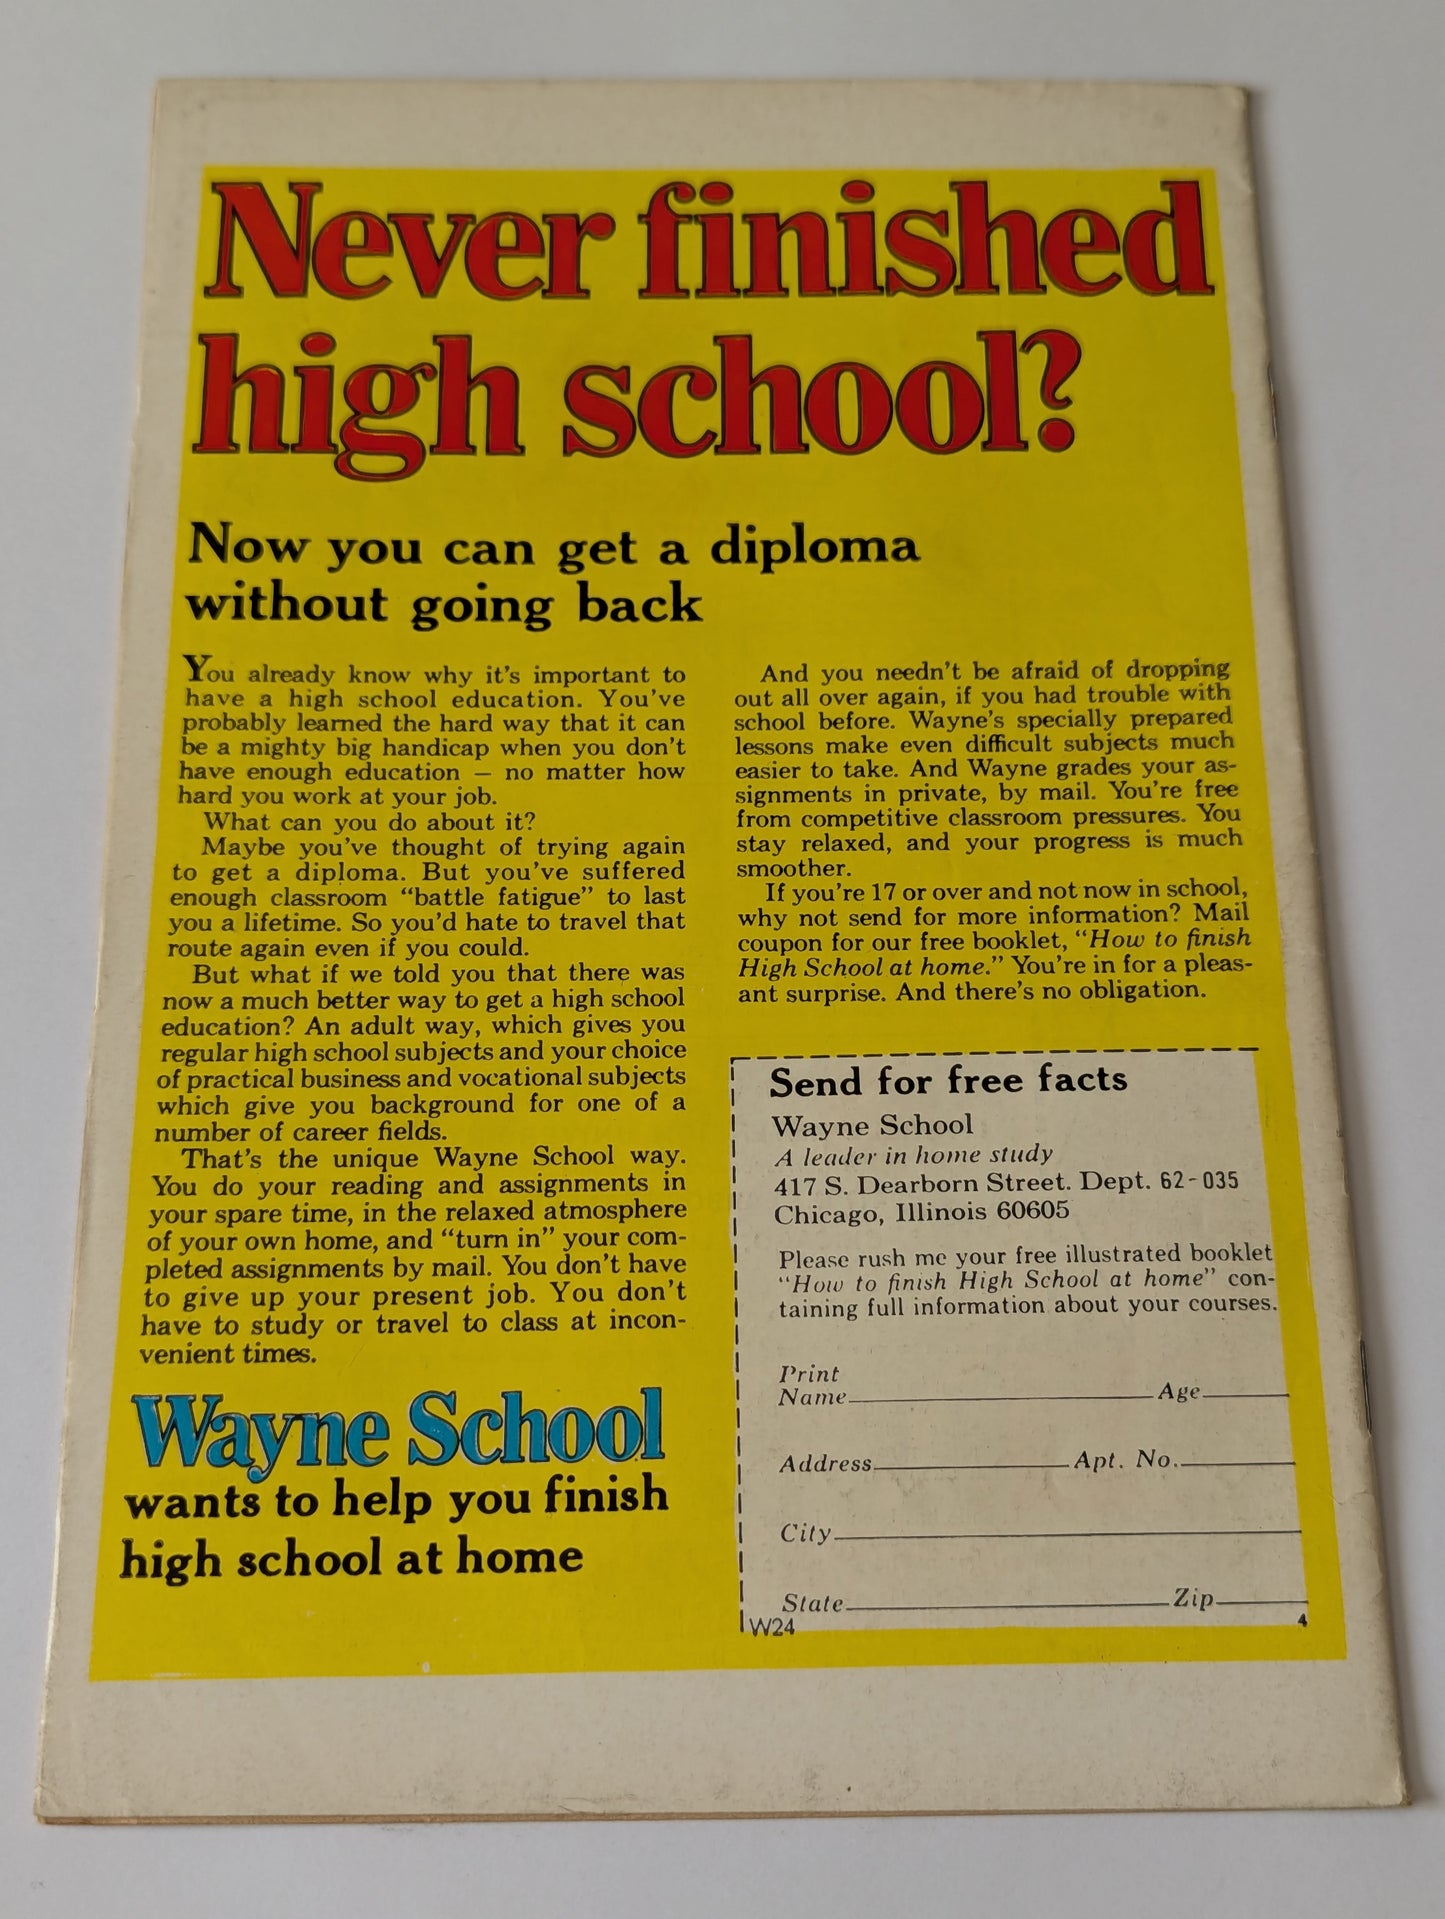 Never finished
high school?
Now you can get a diploma
without going back
You already know why it's important to
have a high school education. You've
probably learned the hard way that it can
be a mighty big handicap when you don't
have enough education — no matter how
hard you work at your job.
What can you do about it?
Maybe you've thought of trying again
to get a diploma. But you've suffered
enough classroom "battle fatigue" to last
you a lifetime. So you'd hate to travel that
route again even if you could.
But what if we told you that there was
now a much better way to get a high school
education? An adult way, which gives you
regular high school subjects and your choice
of practical business and vocational subjects
which give you background for one of a
number of career fields.
That's the unique Wayne School way.
You do your reading and assignments in
your spare time, in the relaxed atmosphere
of your own home, and "turn in" your com-
pleted assignments by mail. You don't have
to give up your present job. You don't
have to study or travel to class at incon-
venient times.
Wayne School
wants to help you finish
high school at home
And you needn't be afraid of dropping
out all over again, if you had trouble with
school before. Wayne's specially prepared
lessons make even difficult subjects much
easier to take. And Wayne grades your as-
signments in private, by mail. You're free
from competitive classroom pressures. You
stay relaxed, and your progress is much
smoother.
If you're 17 or over and not now in school,
why not send for more information? Mail
coupon for our free booklet, "How to finish
High School at home." You're in for a pleas-
ant surprise. And there's no obligation.
Send for free facts
Wayne School
A leader in home study
417 S. Dearborn Street. Dept. 62-035
Chicago, Illinois 60605
Please rush me your free illustrated booklet
"How to finish High School at home" con-
taining full information about your courses.
Print
Name Age
Address Apt. No.
City
State Zip
W24 4